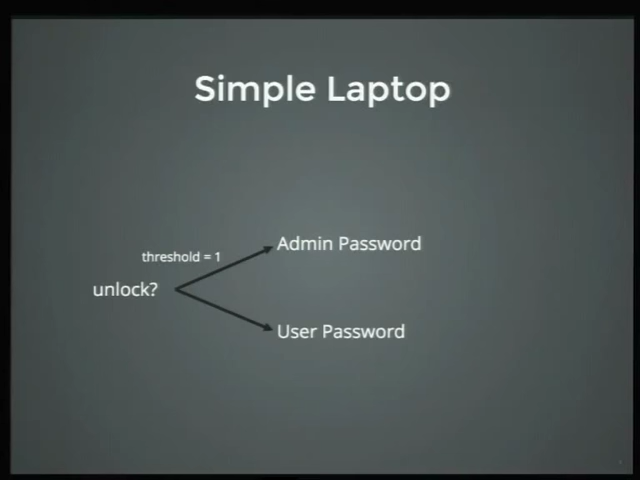 Simple Laptop
threshold = 1
Admin Password
unlock?
User Password